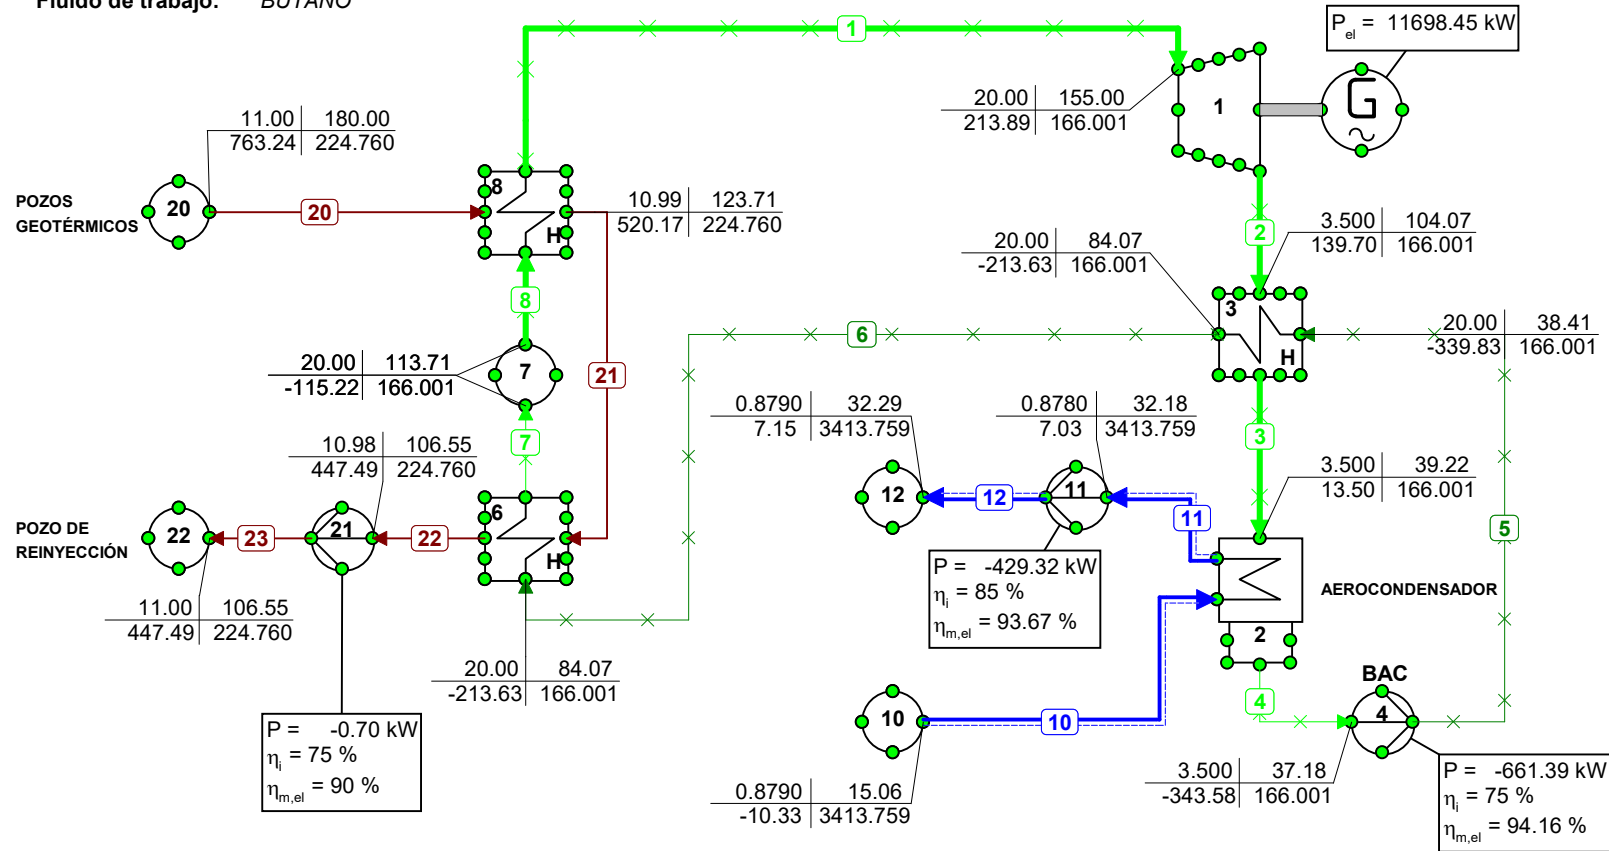 Fluido de trabajo: BUTANO
P el = 11698.45 kW
1
G
1
20.00 155.00
213.89 166.001
11.00 180.00
763.24 224.760
POZOS
GEOTÉRMICOS
20
20
8
H
10.99 123.71
520.17 224.760
2
3.500 104.07
139.70 166.001
20.00 84.07
-213.63 166.001
8
3
H
6
20.00 38.41
-339.83 166.001
20.00 113.71
-115.22 166.001
7
21
0.8790 32.29
7.15 3413.759
0.8780 32.18
7.03 3413.759
7
3
10.98 106.55
447.49 224.760
3.500 39.22
13.50 166.001
12
12
11
11
5
POZO DE
REINYECCIÓN
22
23
21
22
6
H
P = -429.32 kW
ηi = 85 %
ηm,el = 93.67 %
AEROCONDENSADOR
2
11.00 106.55
447.49 224.760
20.00 84.07
-213.63 166.001
BAC
4
4
10
10
P = -0.70 kW
ηi = 75 %
ηm,el = 90 %
0.8790 15.06
-10.33 3413.759
3.500 37.18
-343.58 166.001
P = -661.39 kW
ηi = 75 %
ηm,el = 94.16 %